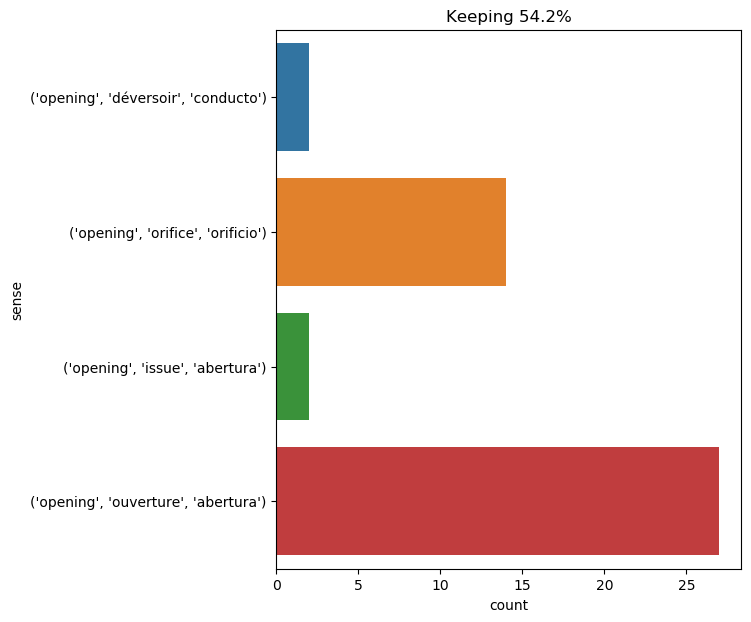 Keeping 54.2%
('opening', 'déversoir', 'conducto')
('opening', 'orifice', 'orificio')
('opening', 'issue', 'abertura')
('opening', 'ouverture', 'abertura')
sense
0 5 10 15 20 25
count